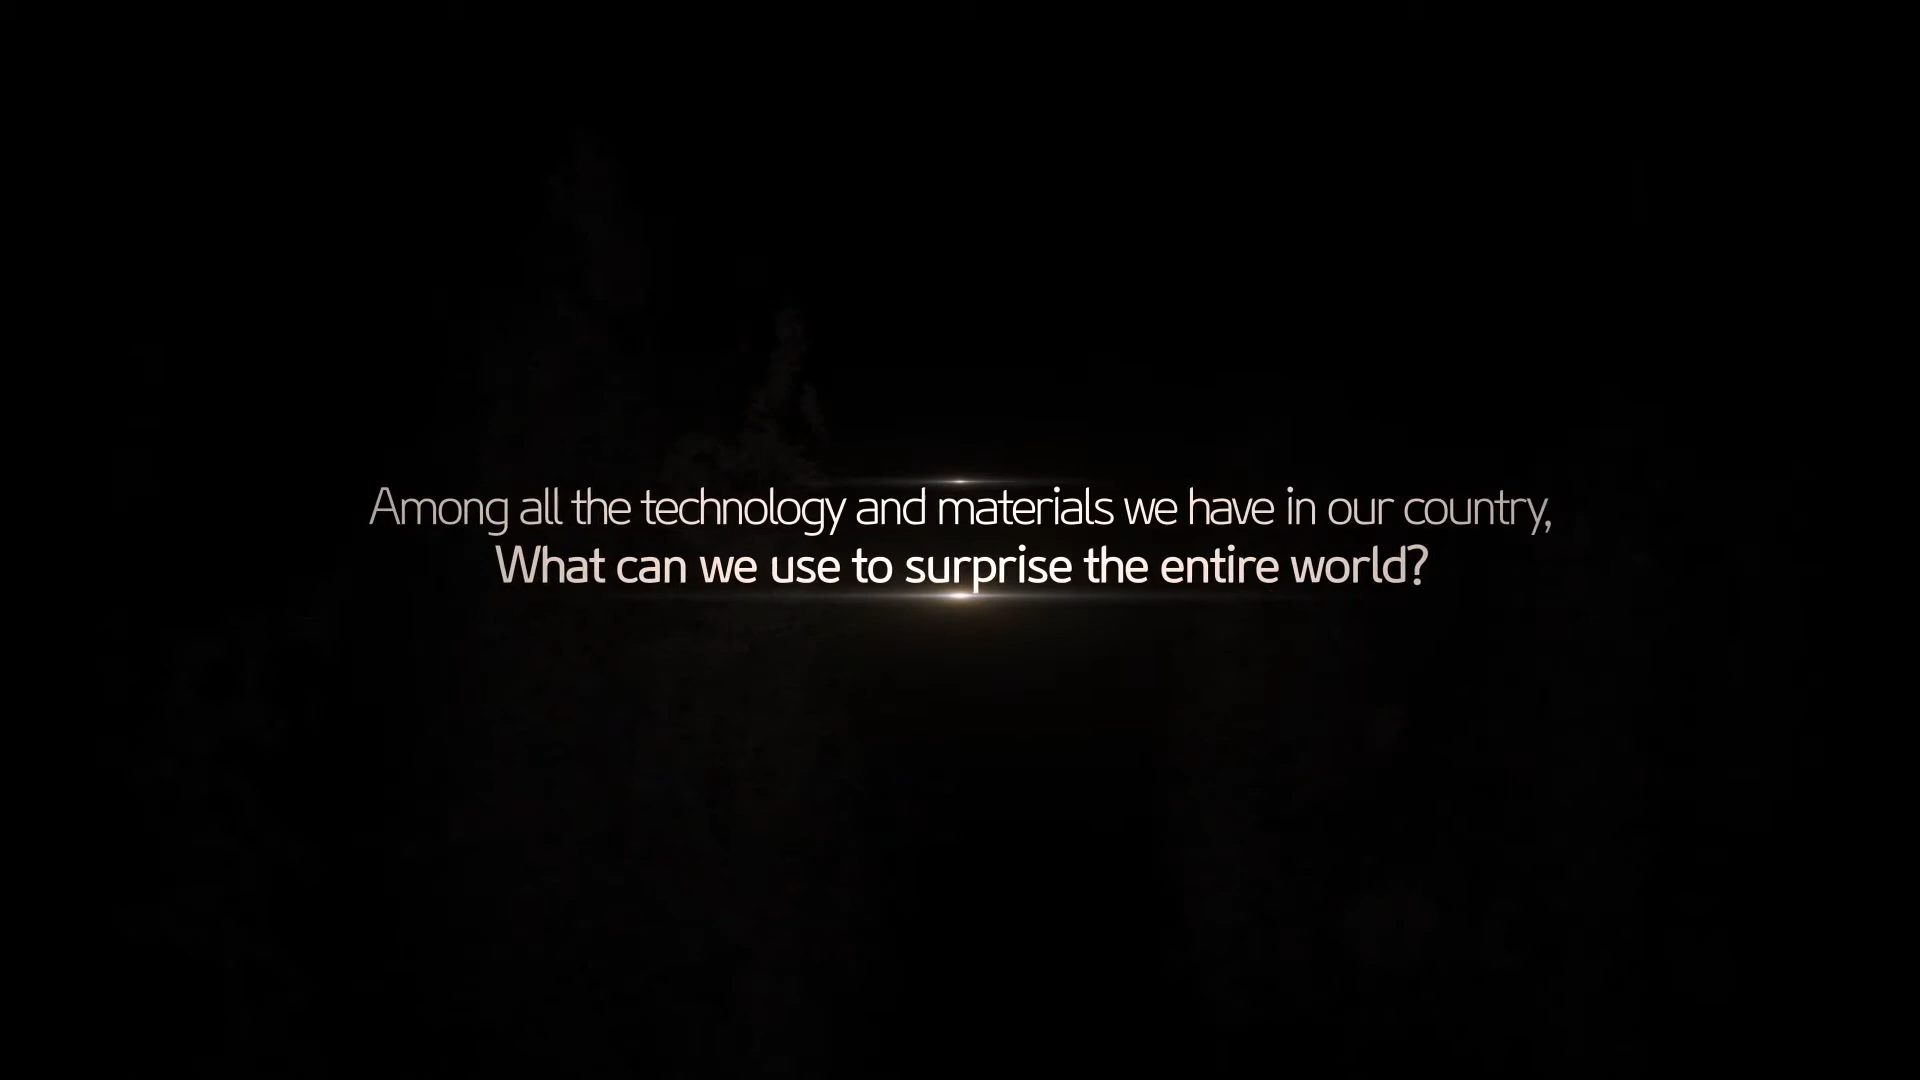 Among all the technology and materials we have in our country,
What can we use to surprise the entire world?